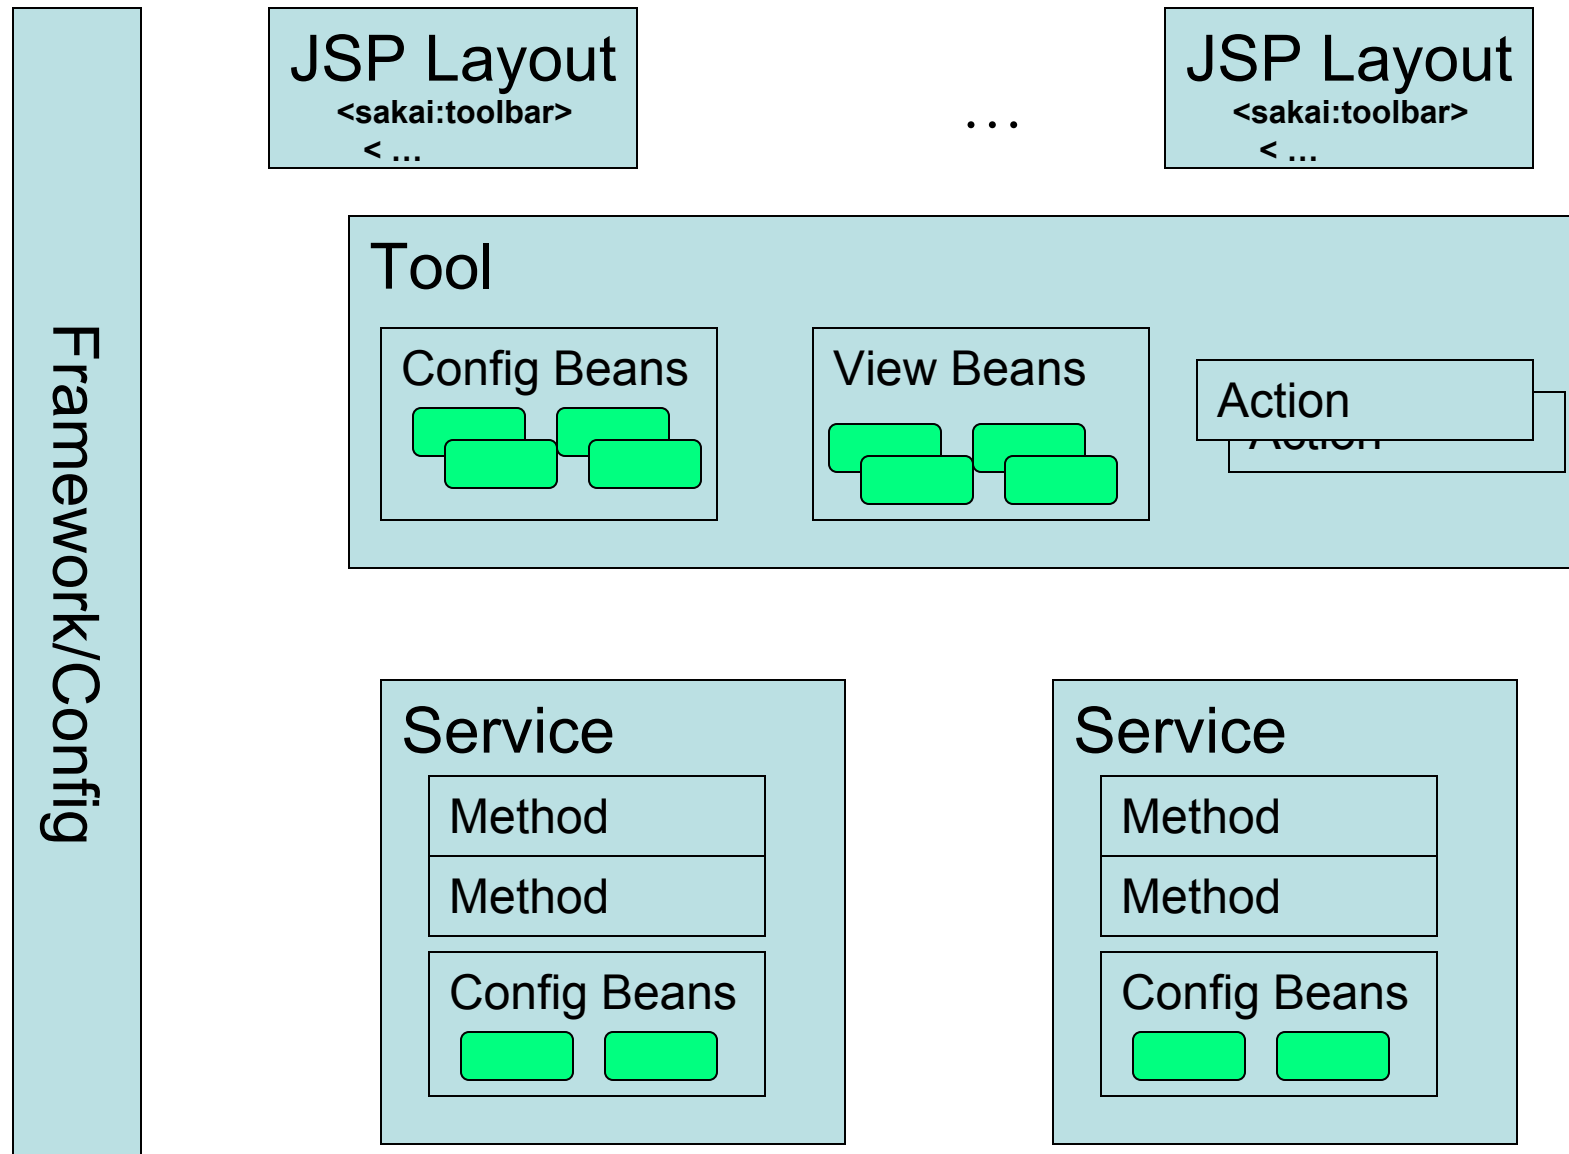 Framework/Config
JSP Layout
<sakai:toolbar>
< ...
...
JSP Layout
<sakai:toolbar>
< ...
Tool
Config Beans
View Beans
Action
Action
Service
Method
Method
Config Beans
Service
Method
Method
Config Beans